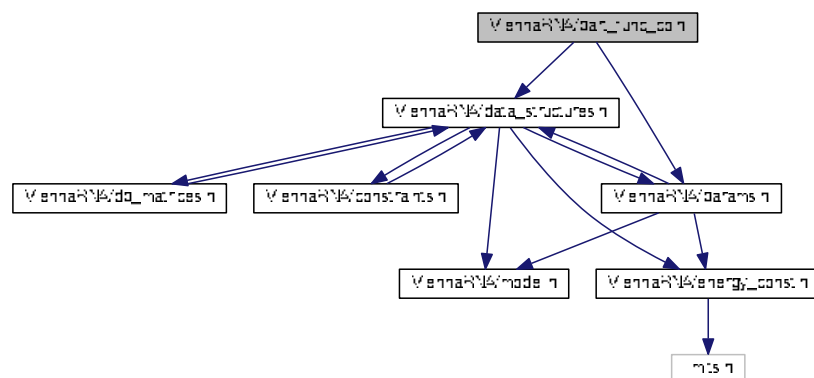 ViennaRNA/part_func_co.h
ViennaRNA/data_structures.h
ViennaRNA/dp_matrices.h
ViennaRNA/constraints.h
ViennaRNA/params.h
ViennaRNA/model.h
ViennaRNA/energy_const.h
limits.h